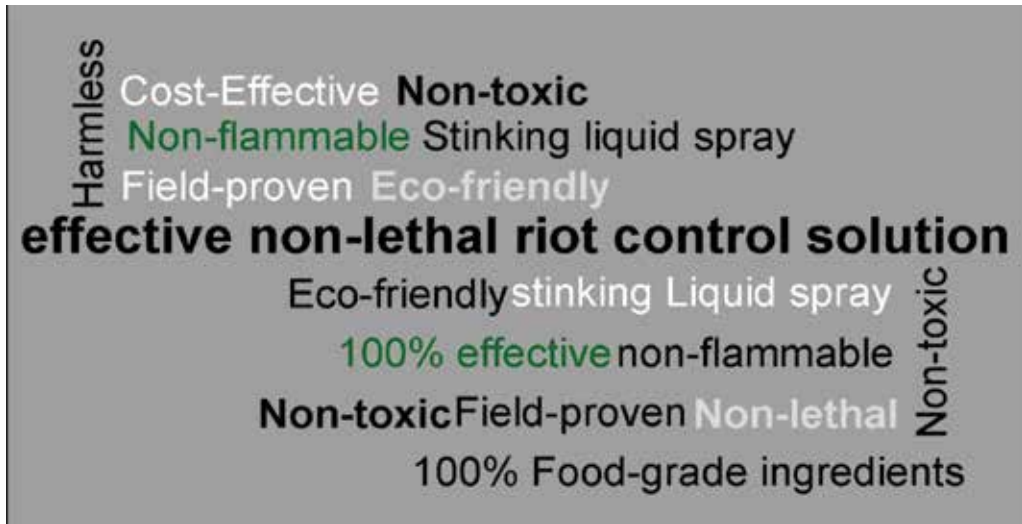 Harmless
Cost-Effective Non-toxic
Non-flammable Stinking liquid spray
Field-proven Eco-friendly
effective non-lethal riot control solution
Eco-friendly stinking Liquid spray
100% effective non-flammable
Non-toxic Field-proven Non-lethal
Non-toxic
100% Food-grade ingredients